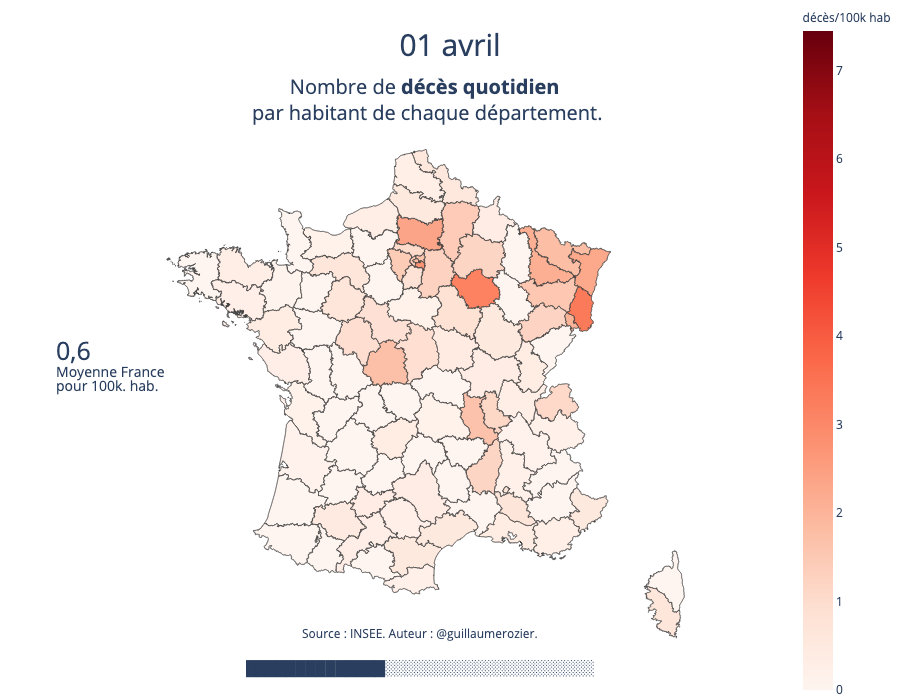 décès/100k hab
01 avril
Nombre de décès quotidien
par habitant de chaque département.
7
6
5
4
3
2
1
0
0,6
Moyenne France
pour 100k. hab.
Source : INSEE. Auteur : @guillaumerozier.